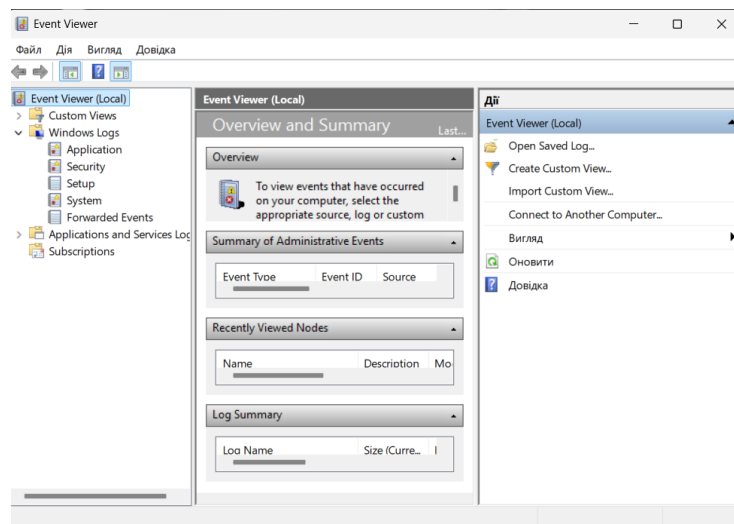 Event Viewer
Файл Дія Вигляд Довідка
Event Viewer (Local)
Custom Views
Windows Logs
Application
Security
Setup
System
Forwarded Events
Applications and Services Log
Subscriptions
Event Viewer (Local)
Overview and Summary Last...
Overview
To view events that have occurred
on your computer, select the
appropriate source, log or custom
Summary of Administrative Events
Event Type Event ID Source
Recently Viewed Nodes
Name Description Mo
Log Summary
Log Name Size (Curre...
Дії
Event Viewer (Local)
Open Saved Log...
Create Custom View...
Import Custom View...
Connect to Another Computer...
Вигляд
Оновити
Довідка